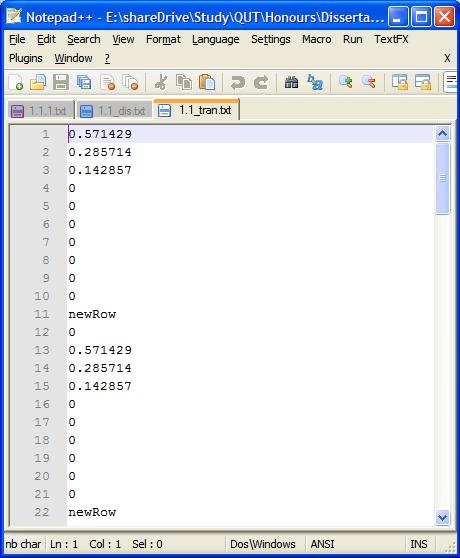 Notepad++ - E:\shareDrive\Study\QUT\Honours\Disserta...
File Edit Search View Format Language Settings Macro Run TextFX
Plugins Window ? X
1.1.1.txt 1.1_dis.txt 1.1_tran.txt
1 0.571429
2 0.285714
3 0.142857
4 0
5 0
6 0
7 0
8 0
9 0
10 0
11 newRow
12 0
13 0.571429
14 0.285714
15 0.142857
16 0
17 0
18 0
19 0
20 0
21 0
22 newRow
nb char Ln : 1 Col : 1 Sel : 0 Dos\Windows ANSI INS